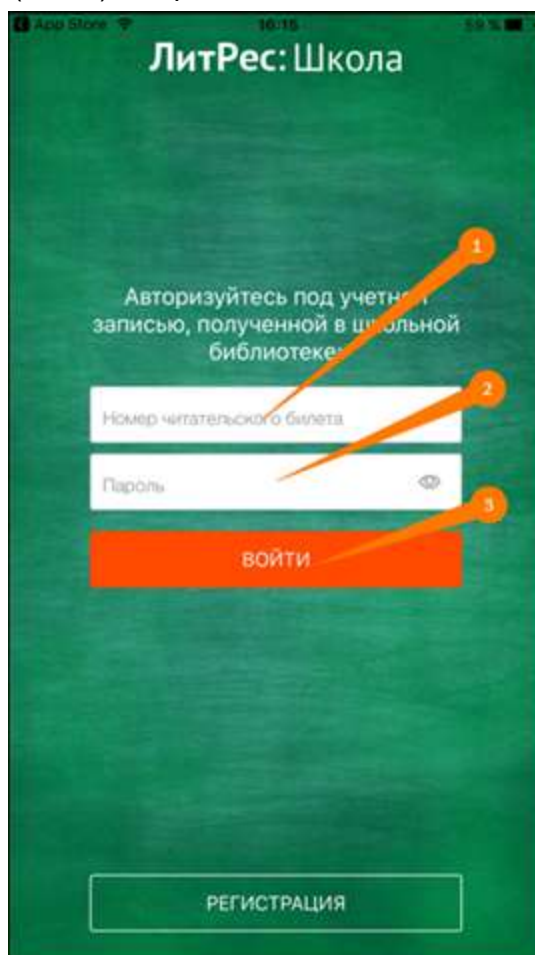 App Store 16:15 59 %
ЛитРес: Школа
1
Авторизуйтесь под учетной
записью, полученной в школьной
библиотеке:
Номер читательского билета
2
Пароль
3
ВОЙТИ
РЕГИСТРАЦИЯ